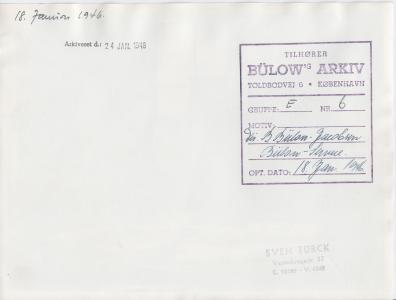 18. Januar 1946.
Arkiveret d.: 24 JAN. 1946
TILHØRER
BÜLOW'S ARKIV
TOLDBODVEJ 6 • KØBENHAVN
GRUPPE: E NR. 6
MOTIV:
Dir. B. Bülow-Jacobsen
Bülow-
OPT. DATO: 18. Jan. 1946.
SVEN TÜRCK